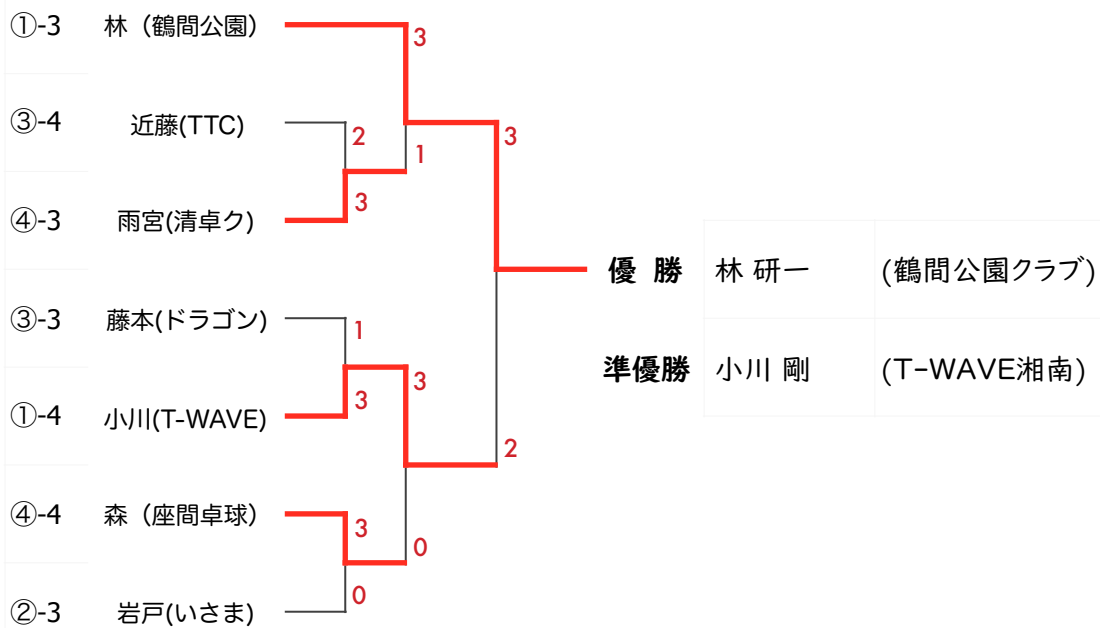 ①-3 林（鶴間公園）
3
③-4 近藤(TTC)
2
3
1
3
④-3 雨宮(清卓ク)
優 勝 林 研一 (鶴間公園クラブ)
③-3 藤本(ドラゴン)
1
準優勝 小川 剛 (T-WAVE湘南)
3
3
①-4 小川(T-WAVE)
2
④-4 森（座間卓球）
3
0
0
②-3 岩戸(いさま)